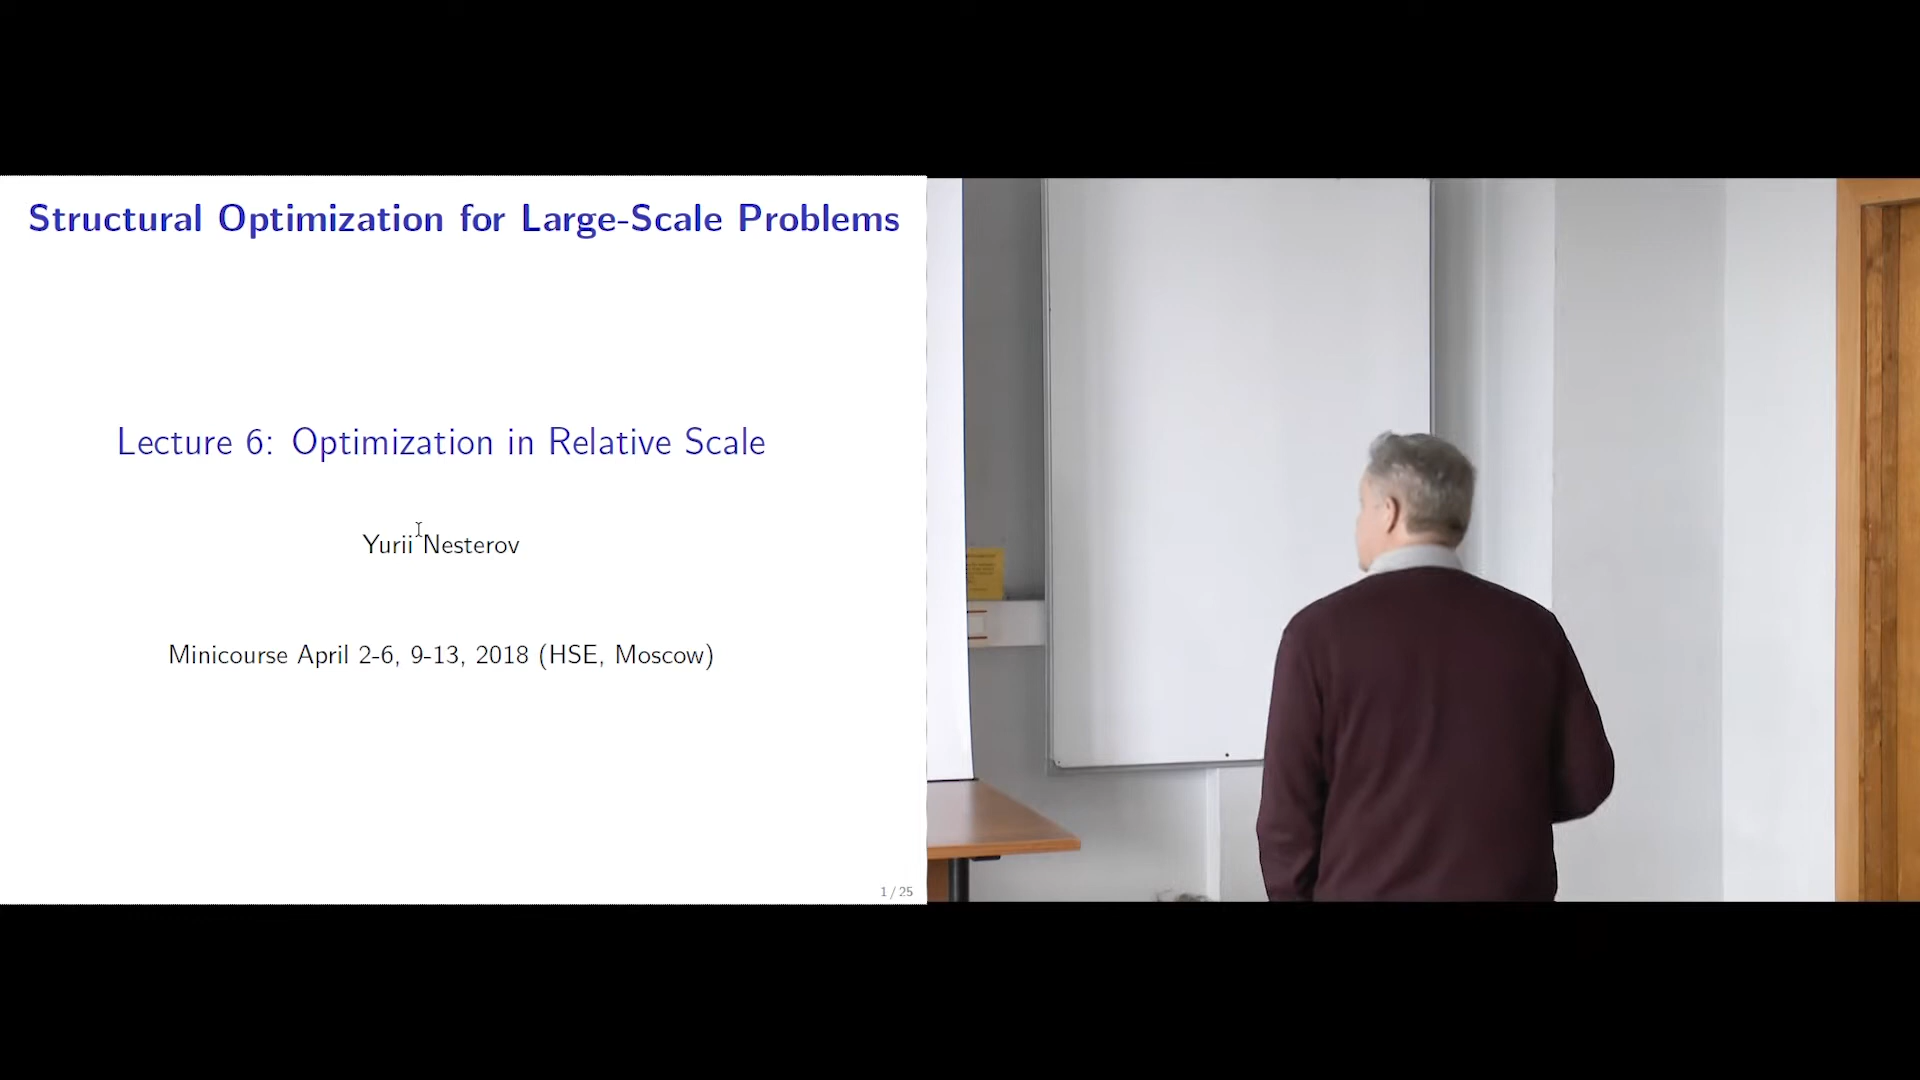 Structural Optimization for Large-Scale Problems
Lecture 6: Optimization in Relative Scale
Yurii Nesterov
Minicourse April 2-6, 9-13, 2018 (HSE, Moscow)
1 / 25